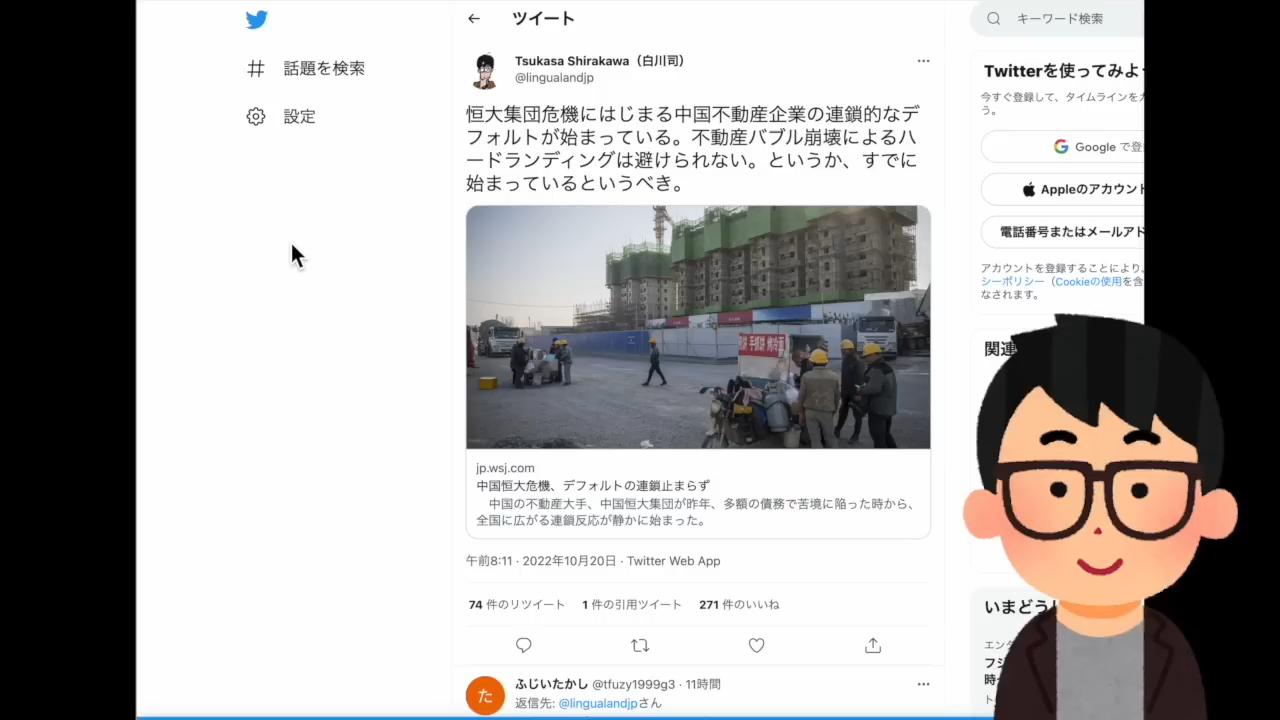 ツイート
キーワード検索
話題を検索
設定
Tsukasa Shirakawa（白川司）
@lingualandjp
恒大集団危機にはじまる中国不動産企業の連鎖的なデ
フォルトが始まっている。不動産バブル崩壊によるハ
ードランディングは避けられない。というか、すでに
始まっているというべき。
jp.wsj.com
中国恒大危機、デフォルトの連鎖止まらず
中国の不動産大手、中国恒大集団が昨年、多額の債務で苦境に陥った時から、
全国に広がる連鎖反応が静かに始まった。
午前8:11 · 2022年10月20日 · Twitter Web App
74 件のリツイート 1 件の引用ツイート 271 件のいいね
た
ふじいたかし @tfuzy1999g3 · 11時間
返信先: @lingualandjpさん
Twitterを使ってみよ
今すぐ登録して、タイムラインを
う。
Google で登
Appleのアカウント
電話番号またはメールアド
アカウントを登録することにより、
シーポリシー（Cookieの使用を含
なされます。
関連
いまどうし
エンタ
フジ
時
ト